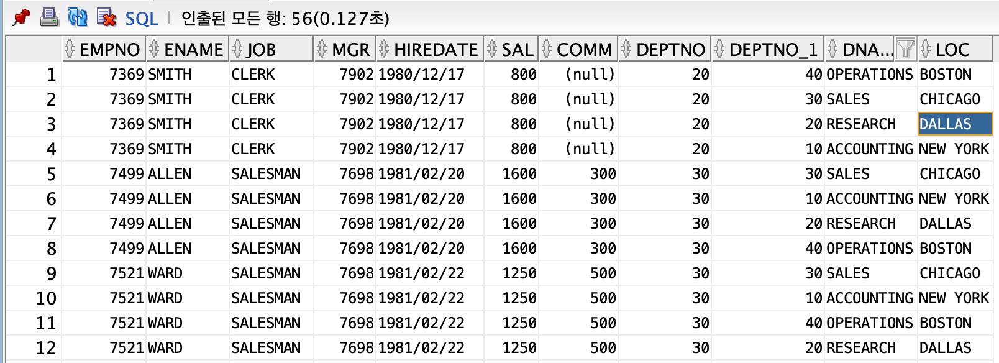 SQL | 인출된 모든 행: 56(0.127초)
EMPNO ENAME JOB MGR HIREDATE SAL COMM DEPTNO DEPTNO_1 DNA... LOC
1 7369 SMITH CLERK 7902 1980/12/17 800 (null) 20 40 OPERATIONS BOSTON
2 7369 SMITH CLERK 7902 1980/12/17 800 (null) 20 30 SALES CHICAGO
3 7369 SMITH CLERK 7902 1980/12/17 800 (null) 20 20 RESEARCH DALLAS
4 7369 SMITH CLERK 7902 1980/12/17 800 (null) 20 10 ACCOUNTING NEW YORK
5 7499 ALLEN SALESMAN 7698 1981/02/20 1600 300 30 30 SALES CHICAGO
6 7499 ALLEN SALESMAN 7698 1981/02/20 1600 300 30 10 ACCOUNTING NEW YORK
7 7499 ALLEN SALESMAN 7698 1981/02/20 1600 300 30 20 RESEARCH DALLAS
8 7499 ALLEN SALESMAN 7698 1981/02/20 1600 300 30 40 OPERATIONS BOSTON
9 7521 WARD SALESMAN 7698 1981/02/22 1250 500 30 30 SALES CHICAGO
10 7521 WARD SALESMAN 7698 1981/02/22 1250 500 30 10 ACCOUNTING NEW YORK
11 7521 WARD SALESMAN 7698 1981/02/22 1250 500 30 40 OPERATIONS BOSTON
12 7521 WARD SALESMAN 7698 1981/02/22 1250 500 30 20 RESEARCH DALLAS